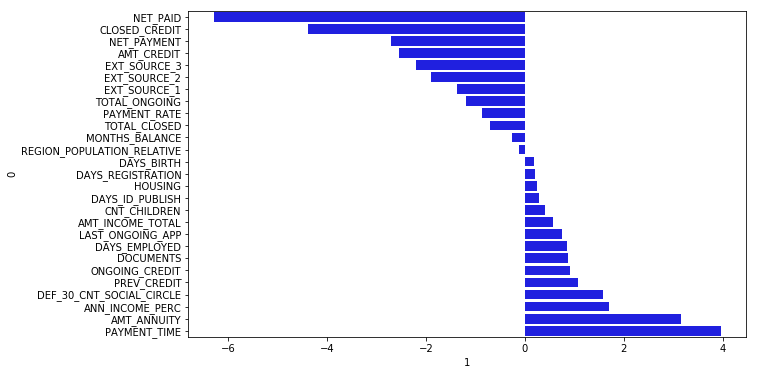 NET_PAID
CLOSED_CREDIT
NET_PAYMENT
AMT_CREDIT
EXT_SOURCE_3
EXT_SOURCE_2
EXT_SOURCE_1
TOTAL_ONGOING
PAYMENT_RATE
TOTAL_CLOSED
MONTHS_BALANCE
REGION_POPULATION_RELATIVE
DAYS_BIRTH
DAYS_REGISTRATION
HOUSING
DAYS_ID_PUBLISH
CNT_CHILDREN
AMT_INCOME_TOTAL
LAST_ONGOING_APP
DAYS_EMPLOYED
DOCUMENTS
ONGOING_CREDIT
PREV_CREDIT
DEF_30_CNT_SOCIAL_CIRCLE
ANN_INCOME_PERC
AMT_ANNUITY
PAYMENT_TIME
0
−6 −4 −2 0 2 4
1